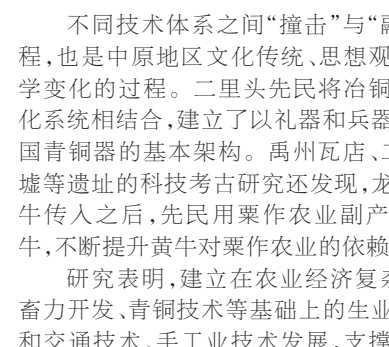 不同技术体系之间“撞击”与“融
程,也是中原地区文化传统、思想观
学变化的过程。二里头先民将冶铜
化系统相结合,建立了以礼器和兵器
国青铜器的基本架构。禹州瓦店、二
墟等遗址的科技考古研究还发现,龙
牛传入之后,先民用粟作农业副产
牛,不断提升黄牛对粟作农业的依赖
研究表明,建立在农业经济复杂
畜力开发、青铜技术等基础上的生业
和交通技术、手工业技术发展,支撑